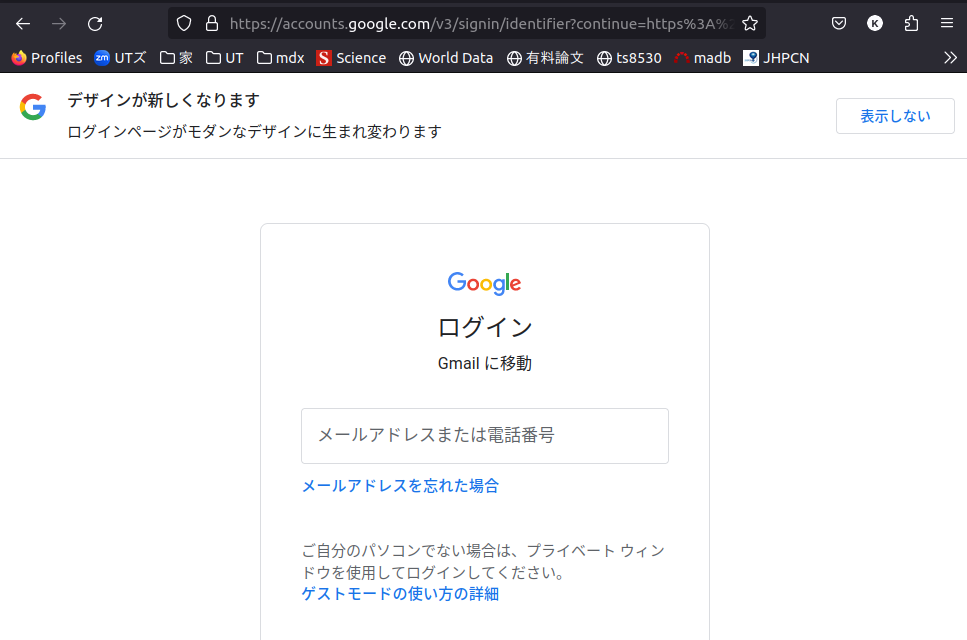 https://accounts.google.com/v3/signin/identifier?continue=https%3A%2
K
Profiles
zm UTズ
家
UT
mdx
S Science
World Data
有料論文
ts8530
madb
JHPCN
デザインが新しくなります
ログインページがモダンなデザインに生まれ変わります
表示しない
Google
ログイン
Gmail に移動
メールアドレスまたは電話番号
メールアドレスを忘れた場合
ご自分のパソコンでない場合は、プライベート ウィン
ドウを使用してログインしてください。
ゲストモードの使い方の詳細